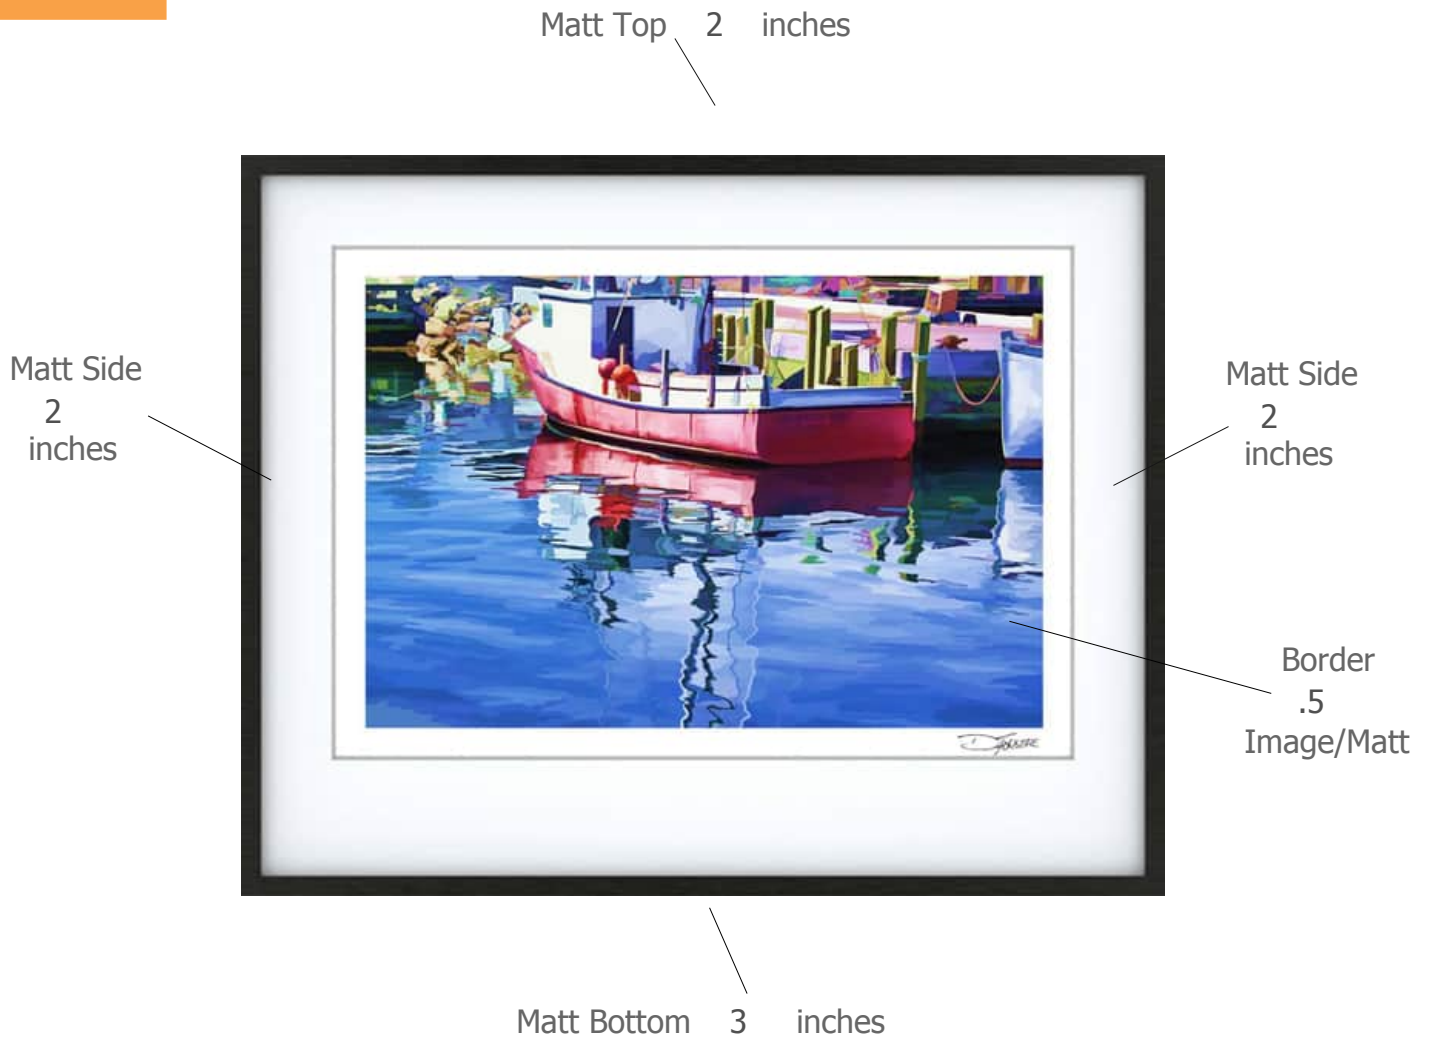 Matt Top 2 inches
Matt Side
2
inches
Matt Side
2
inches
Border
.5
Image/Matt
Matt Bottom 3 inches